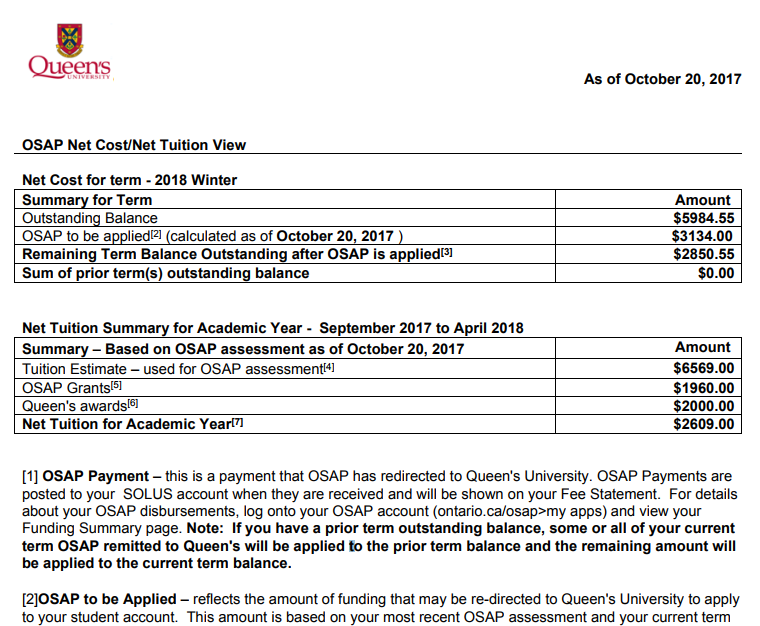 Queen's
UNIVERSITY
As of October 20, 2017
OSAP Net Cost/Net Tuition View
Net Cost for term - 2018 Winter
Summary for Term Amount
Outstanding Balance $5984.55
OSAP to be applied[2] (calculated as of October 20, 2017 ) $3134.00
Remaining Term Balance Outstanding after OSAP is applied[3] $2850.55
Sum of prior term(s) outstanding balance $0.00
Net Tuition Summary for Academic Year - September 2017 to April 2018
Summary – Based on OSAP assessment as of October 20, 2017 Amount
Tuition Estimate – used for OSAP assessment[4] $6569.00
OSAP Grants[5] $1960.00
Queen's awards[6] $2000.00
Net Tuition for Academic Year[7] $2609.00
[1] OSAP Payment – this is a payment that OSAP has redirected to Queen's University. OSAP Payments are
posted to your SOLUS account when they are received and will be shown on your Fee Statement. For details
about your OSAP disbursements, log onto your OSAP account (ontario.ca/osap>my apps) and view your
Funding Summary page. Note: If you have a prior term outstanding balance, some or all of your current
term OSAP remitted to Queen's will be applied to the prior term balance and the remaining amount will
be applied to the current term balance.
[2]OSAP to be Applied – reflects the amount of funding that may be re-directed to Queen's University to apply
to your student account. This amount is based on your most recent OSAP assessment and your current term